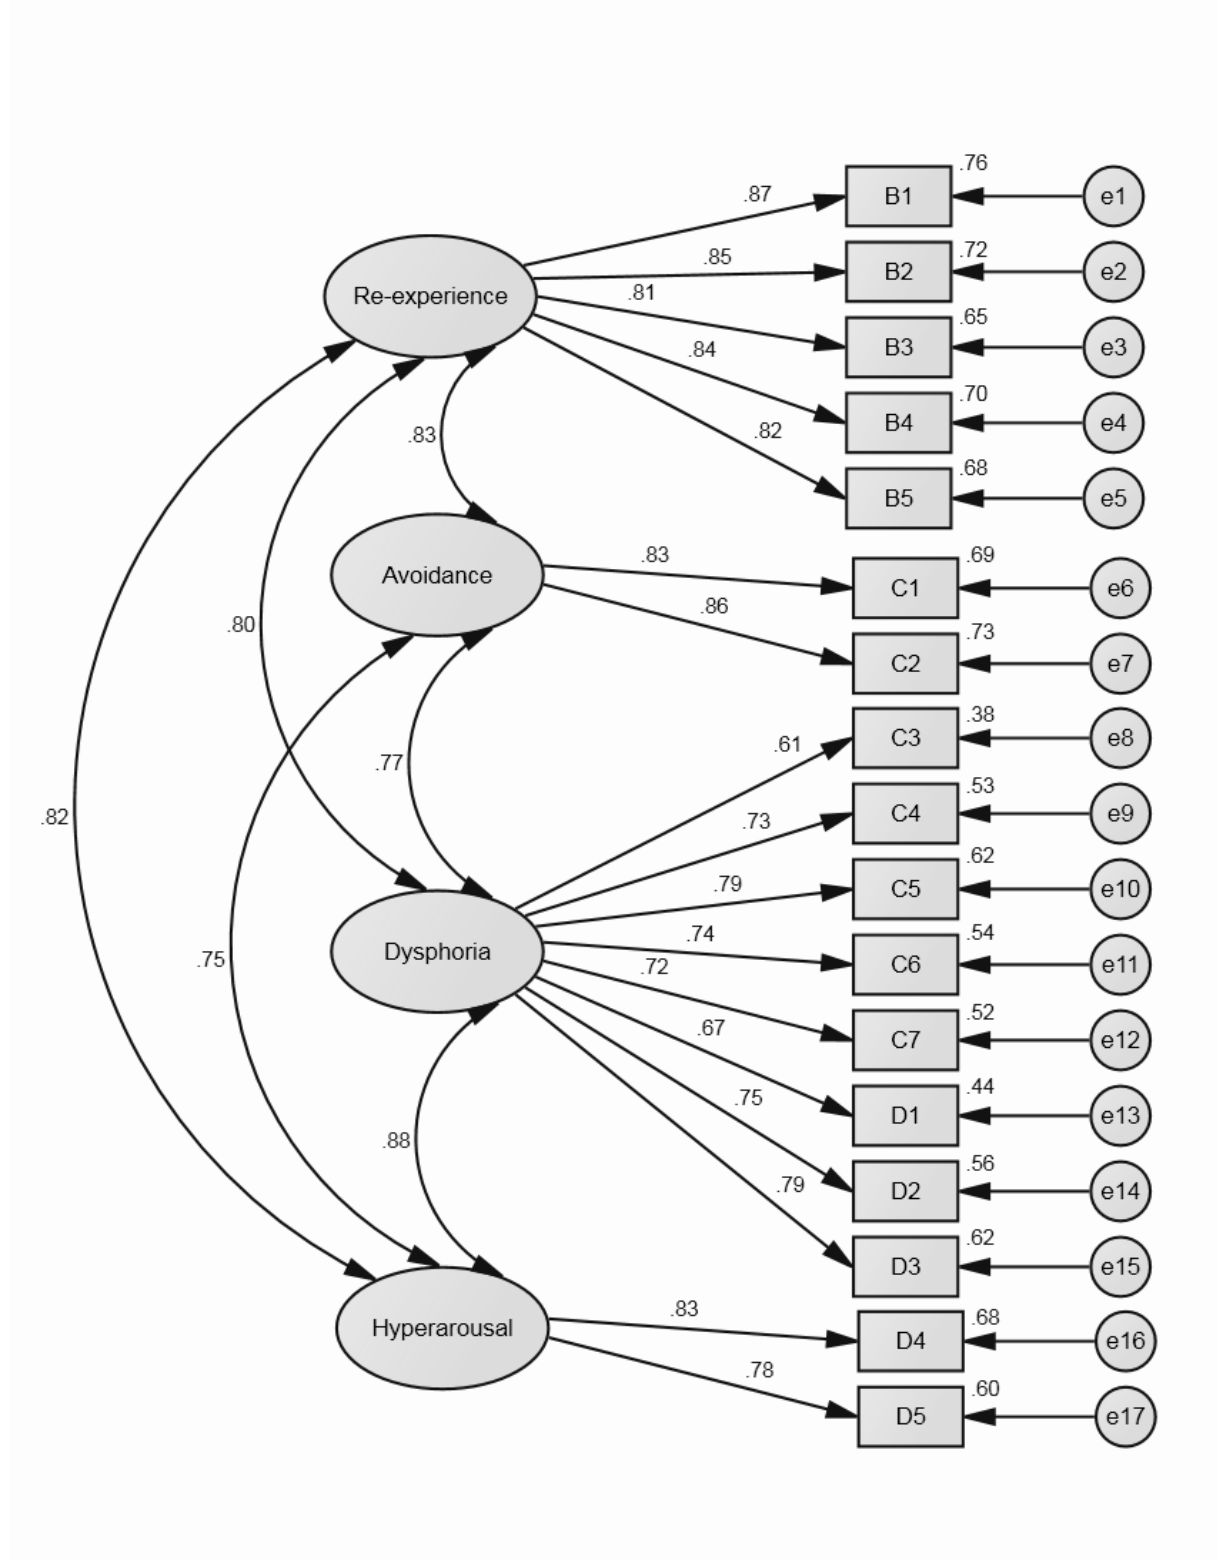 .76
.87
B1
e1
.85
.72
B2
e2
Re-experience
.81
.65
B3
e3
.84
.70
B4
e4
.83
.82
.68
B5
e5
Avoidance
.83
.69
C1
e6
.86
.73
C2
e7
.80
.38
.61
C3
e8
.77
.53
.73
C4
e9
.82
.62
.79
C5
e10
Dysphoria
.74
.54
C6
e11
.75
.72
.52
C7
e12
.67
.44
D1
e13
.88
.75
.56
D2
e14
.79
.62
D3
e15
Hyperarousal
.83
.68
D4
e16
.78
.60
D5
e17